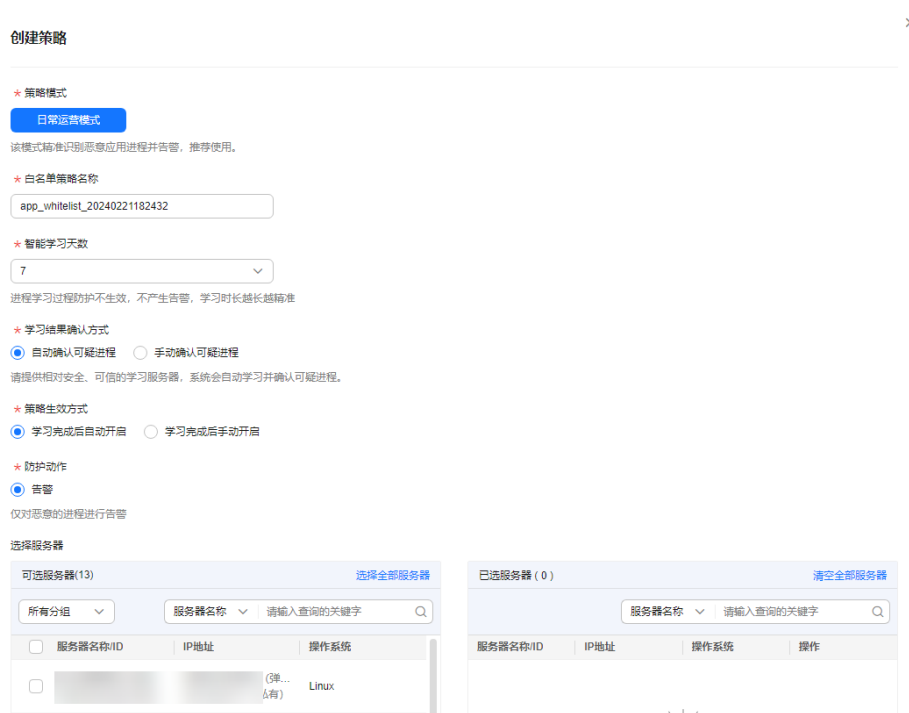 创建策略
* 策略模式
日常运营模式
该模式精准识别恶意应用进程并告警，推荐使用。
* 白名单策略名称
app_whitelist_20240221182432
* 智能学习天数
7
进程学习过程防护不生效，不产生告警，学习时长越长越精准
* 学习结果确认方式
自动确认可疑进程 手动确认可疑进程
请提供相对安全、可信的学习服务器，系统会自动学习并确认可疑进程。
* 策略生效方式
学习完成后自动开启 学习完成后手动开启
* 防护动作
告警
仅对恶意的进程进行告警
选择服务器
可选服务器(13) 选择全部服务器 已选服务器 ( 0 ) 清空全部服务器
所有分组 服务器名称 请输入查询的关键字 服务器名称 请输入查询的关键字
服务器名称/ID IP地址 操作系统 服务器名称/ID IP地址 操作系统 操作
(弹...
私有) Linux